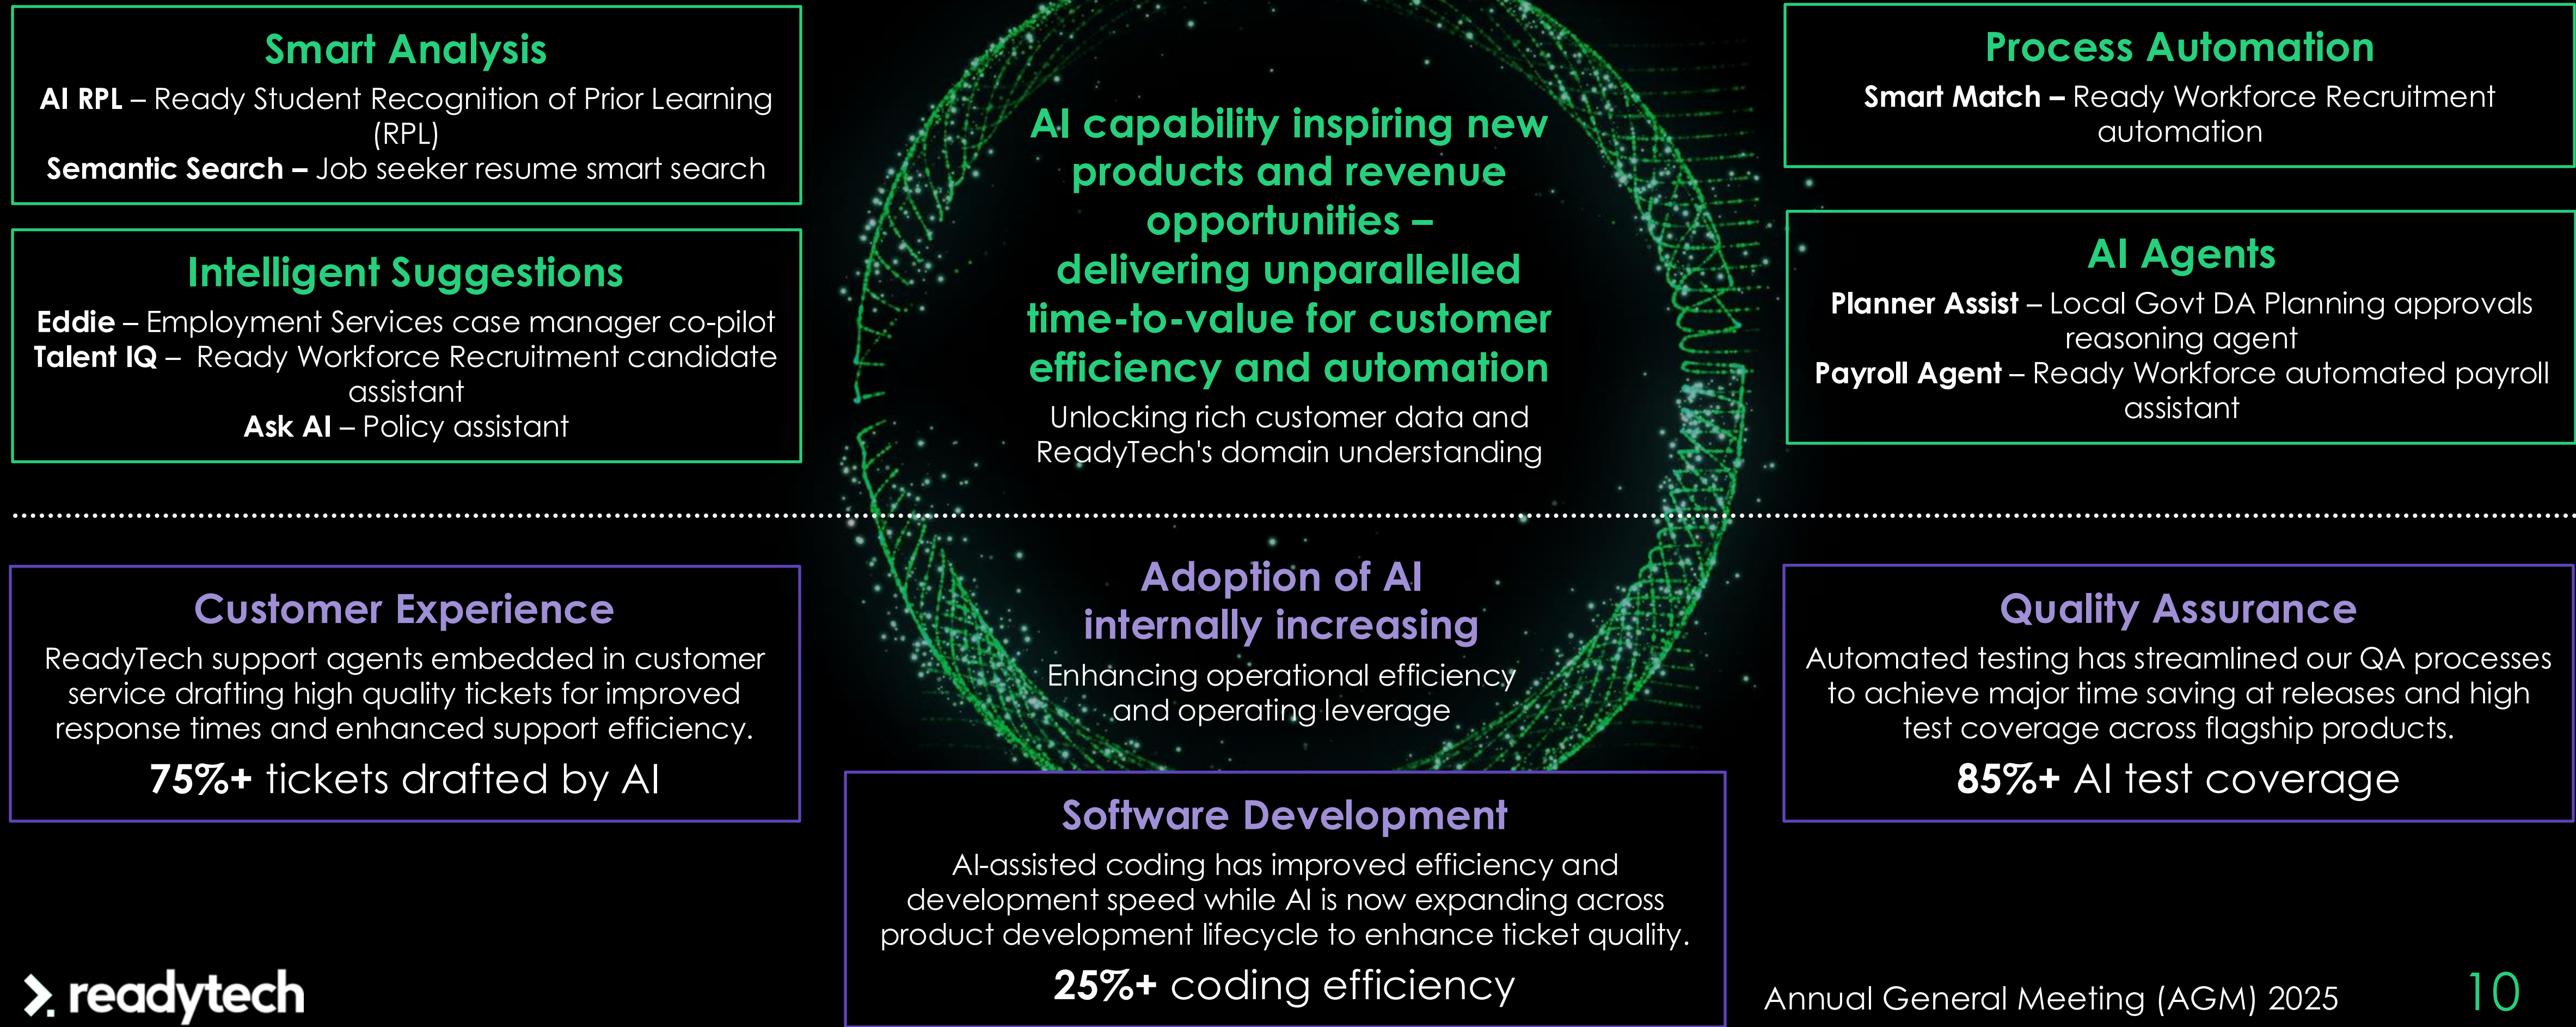 Smart Analysis
AI RPL – Ready Student Recognition of Prior Learning
(RPL)
Semantic Search – Job seeker resume smart search
Intelligent Suggestions
Eddie – Employment Services case manager co-pilot
Talent IQ – Ready Workforce Recruitment candidate
assistant
Ask AI – Policy assistant
AI capability inspiring new
products and revenue
opportunities –
delivering unparallelled
time-to-value for customer
efficiency and automation
Unlocking rich customer data and
ReadyTech's domain understanding
Process Automation
Smart Match – Ready Workforce Recruitment
automation
AI Agents
Planner Assist – Local Govt DA Planning approvals
reasoning agent
Payroll Agent – Ready Workforce automated payroll
assistant
Customer Experience
ReadyTech support agents embedded in customer
service drafting high quality tickets for improved
response times and enhanced support efficiency.
75%+ tickets drafted by AI
Adoption of AI
internally increasing
Enhancing operational efficiency
and operating leverage
Software Development
AI-assisted coding has improved efficiency and
development speed while AI is now expanding across
product development lifecycle to enhance ticket quality.
25%+ coding efficiency
Quality Assurance
Automated testing has streamlined our QA processes
to achieve major time saving at releases and high
test coverage across flagship products.
85%+ AI test coverage
readytech
Annual General Meeting (AGM) 2025
10